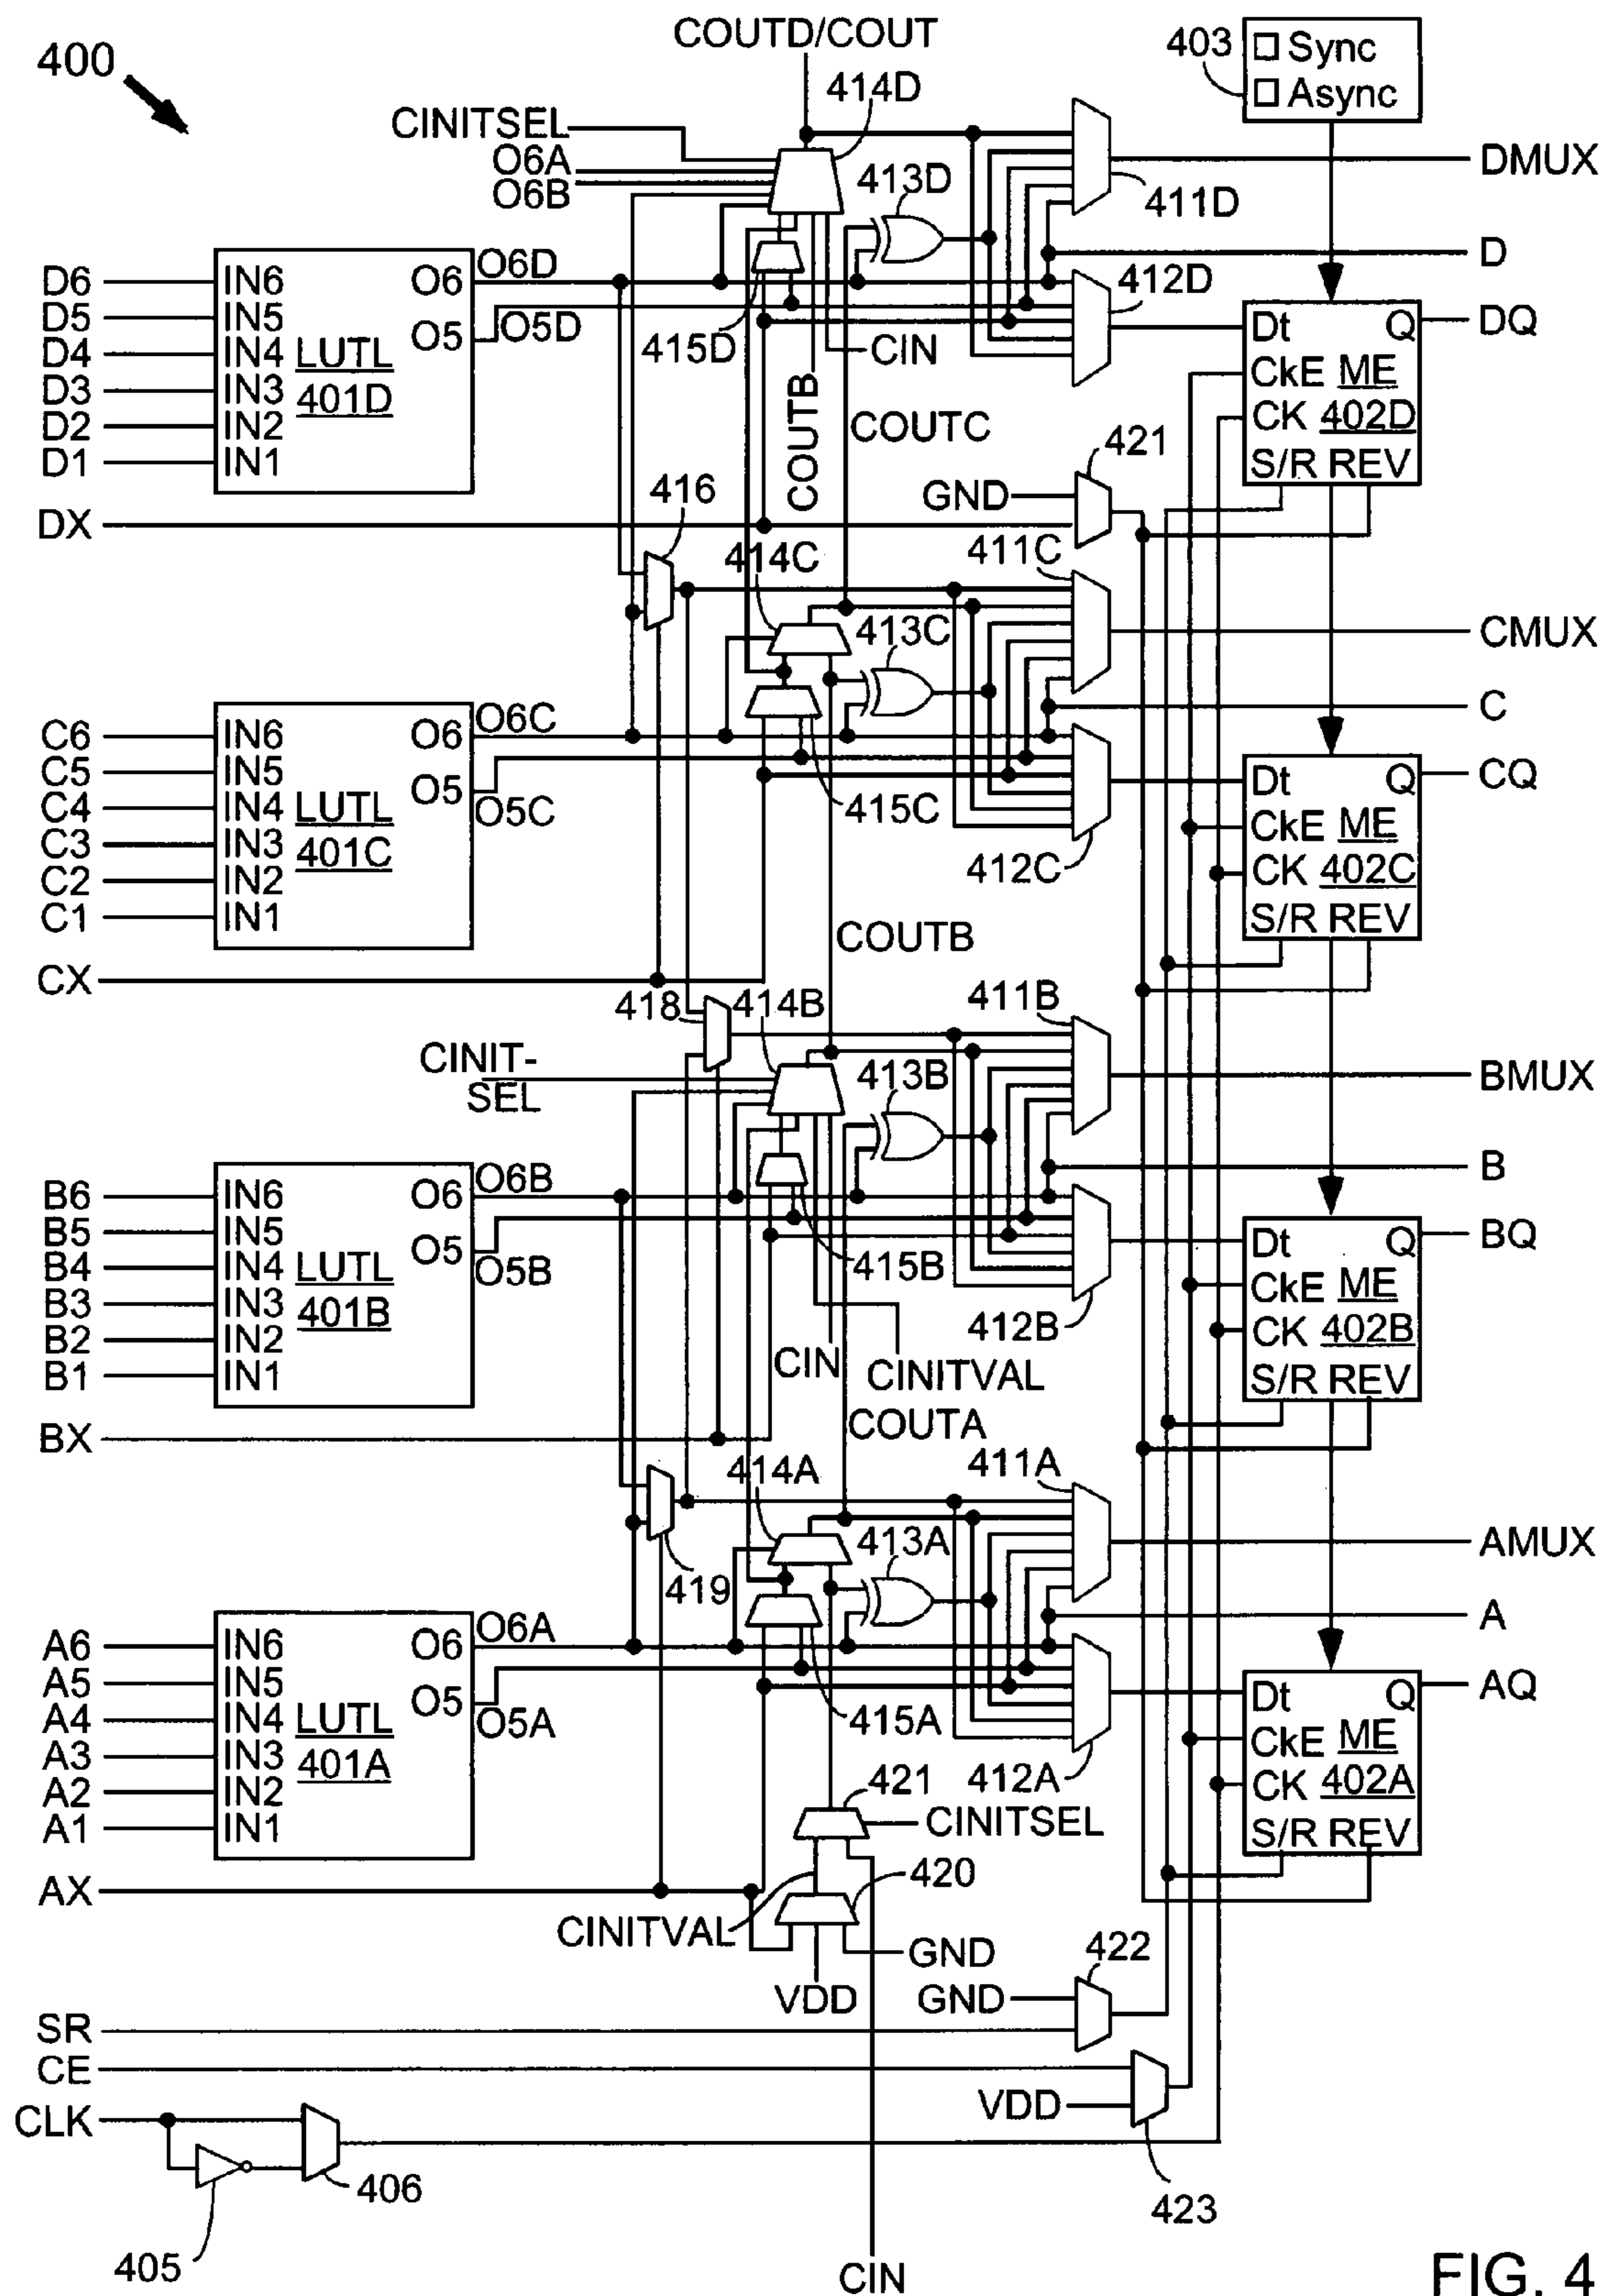 400
COUTD/COUT
403
Sync
Async
414D
CINITSEL
O6A
O6B
413D
DMUX
411D
D
412D
D6
D5
D4
D3
D2
D1
IN6
IN5
IN4
IN3
IN2
IN1
LUTL
401D
O6
O5
O6D
O5D
415D
CIN
COUTB
COUTC
Dt
Q
CkE
ME
CK
402D
S/R
REV
DQ
421
GND
DX
416
414C
411C
413C
CMUX
C
C6
C5
C4
C3
C2
C1
IN6
IN5
IN4
IN3
IN2
IN1
LUTL
401C
O6
O5
O6C
O5C
415C
412C
Dt
Q
CkE
ME
CK
402C
S/R
REV
CQ
COUTB
CX
418
414B
411B
CINIT-
SEL
413B
BMUX
B
B6
B5
B4
B3
B2
B1
IN6
IN5
IN4
IN3
IN2
IN1
LUTL
401B
O6
O5
O6B
O5B
415B
412B
CIN
CINITVAL
Dt
Q
CkE
ME
CK
402B
S/R
REV
BQ
BX
COUTA
414A
411A
413A
AMUX
419
A
A6
A5
A4
A3
A2
A1
IN6
IN5
IN4
IN3
IN2
IN1
LUTL
401A
O6
O5
O6A
O5A
415A
412A
Dt
Q
CkE
ME
CK
402A
S/R
REV
AQ
421
CINITSEL
420
AX
CINITVAL
GND
VDD
422
GND
SR
CE
VDD
CLK
406
423
405
CIN
FIG. 4